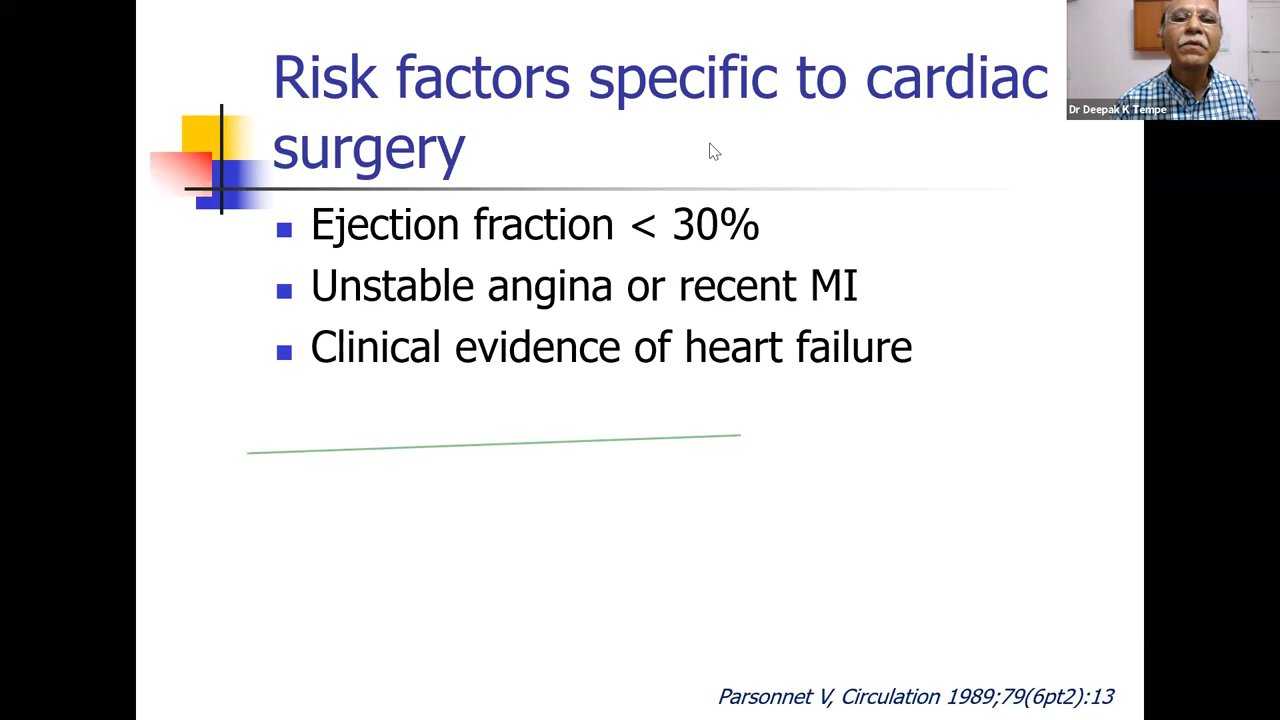 Risk factors specific to cardiac
surgery
Dr Deepak K Tempe
Ejection fraction < 30%
Unstable angina or recent MI
Clinical evidence of heart failure
Parsonnet V, Circulation 1989;79(6pt2):13